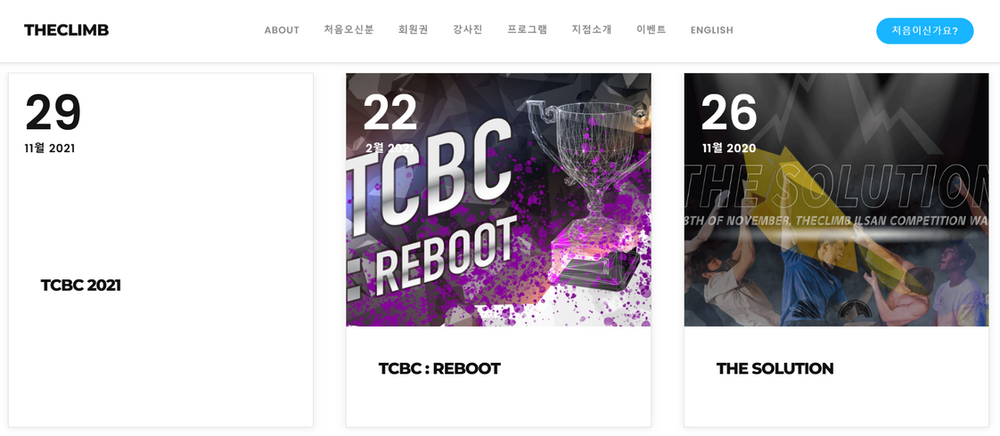 THECLIMB
ABOUT 처음오신분 회원권 강사진 프로그램 지점소개 이벤트 ENGLISH
처음이신가요?
29
11월 2021
TCBC 2021
22
2월 2021
TCBC
E REBOOT
TCBC : REBOOT
26
11월 2020
THE SOLUTION
8TH OF NOVEMBER, THECLIMB ILSAN COMPETITION WA
THE SOLUTION